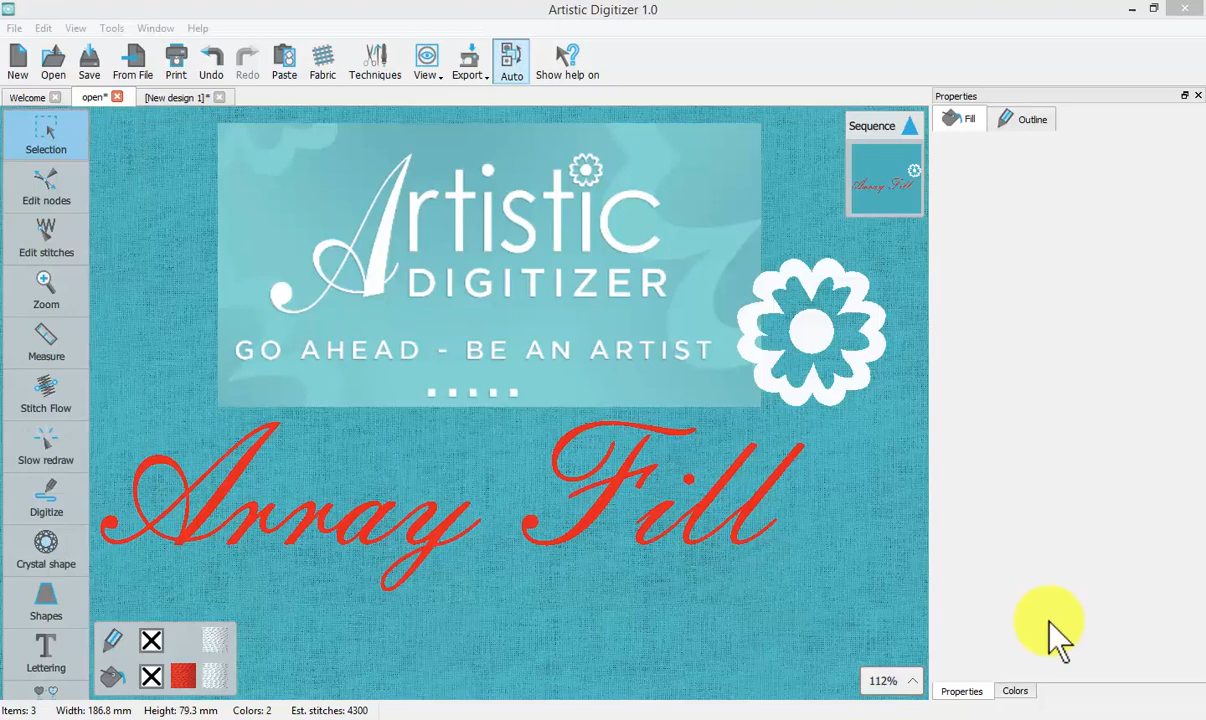 Artistic Digitizer 1.0
File Edit View Tools Window Help
New Open Save From File Print Undo Redo Paste Fabric Techniques View Export Auto Show help on
Welcome open* [New design 1]*
Properties
Fill Outline
Selection
Edit nodes
Edit stitches
Zoom
Measure
Stitch Flow
Slow redraw
Digitize
Crystal shape
Shapes
Lettering
Sequence
Array Fill
Artistic
DIGITIZER
GO AHEAD - BE AN ARTIST
Array Fill
112%
Properties Colors
Items: 3 Width: 186.8 mm Height: 79.3 mm Colors: 2 Est. stitches: 4300